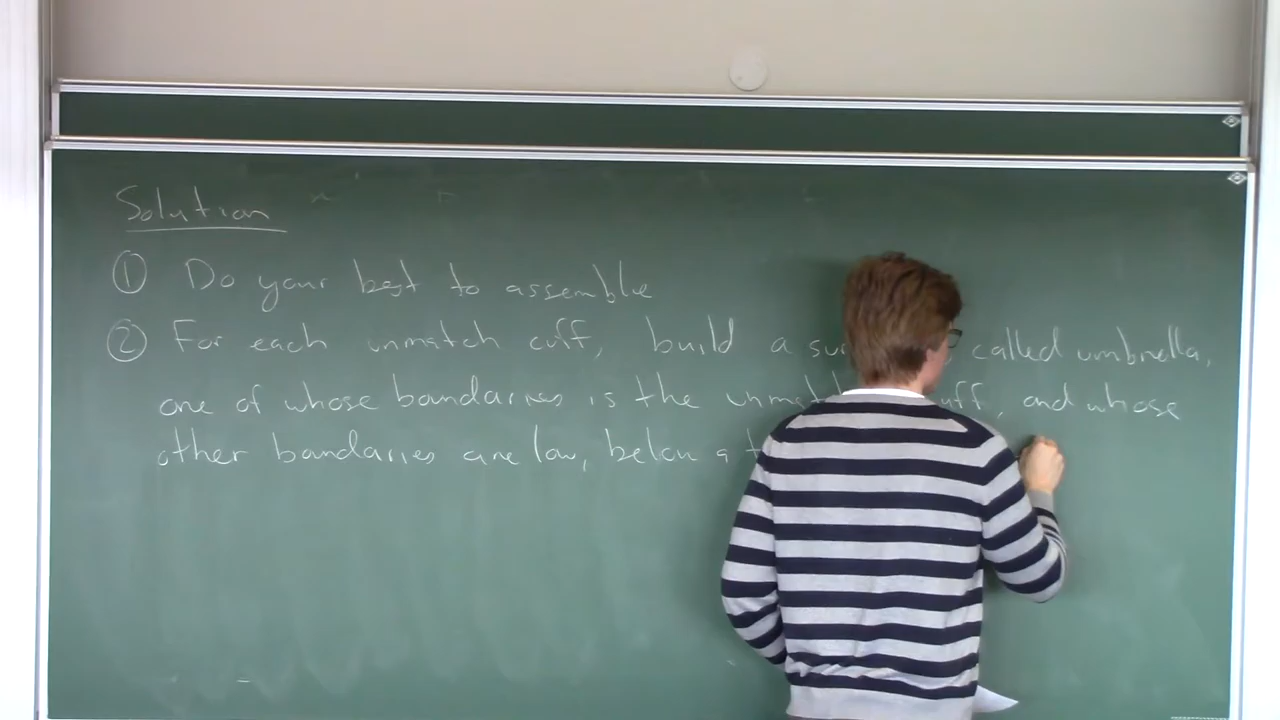 Solution
① Do your best to assemble
② For each unmatch cuff, build a su called umbrella,
one of whose boundaries is the unmat uff, and whose
other boundaries are low, below a t